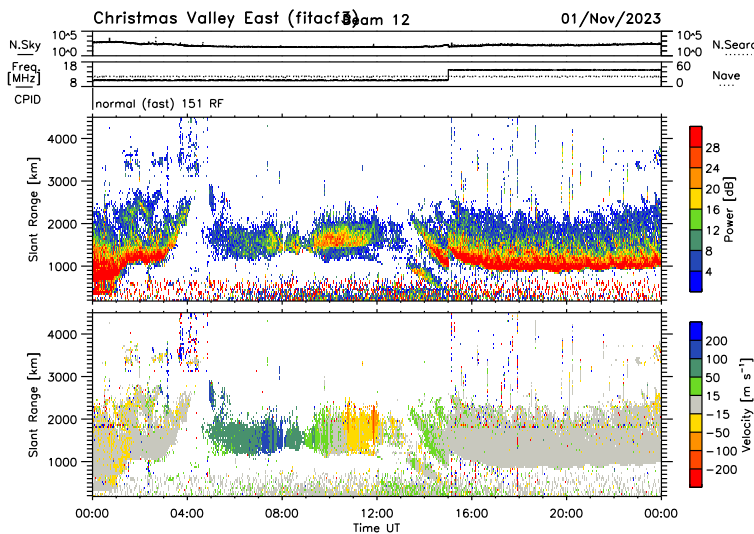 Christmas Valley East (fitacf3) Beam 12 01/Nov/2023
N.Sky 10^5 10^0 10^5 10^0 N.Search
Freq. [MHz] 18 8 60 0 Nave
CPID normal (fast) 151 RF
Slant Range [km] 4000 3000 2000 1000
28 24 20 16 12 8 4 Power [dB]
Slant Range [km] 4000 3000 2000 1000
200 100 50 15 -15 -50 -100 -200 Velocity [m s⁻¹]
00:00 04:00 08:00 12:00 16:00 20:00 00:00
Time UT